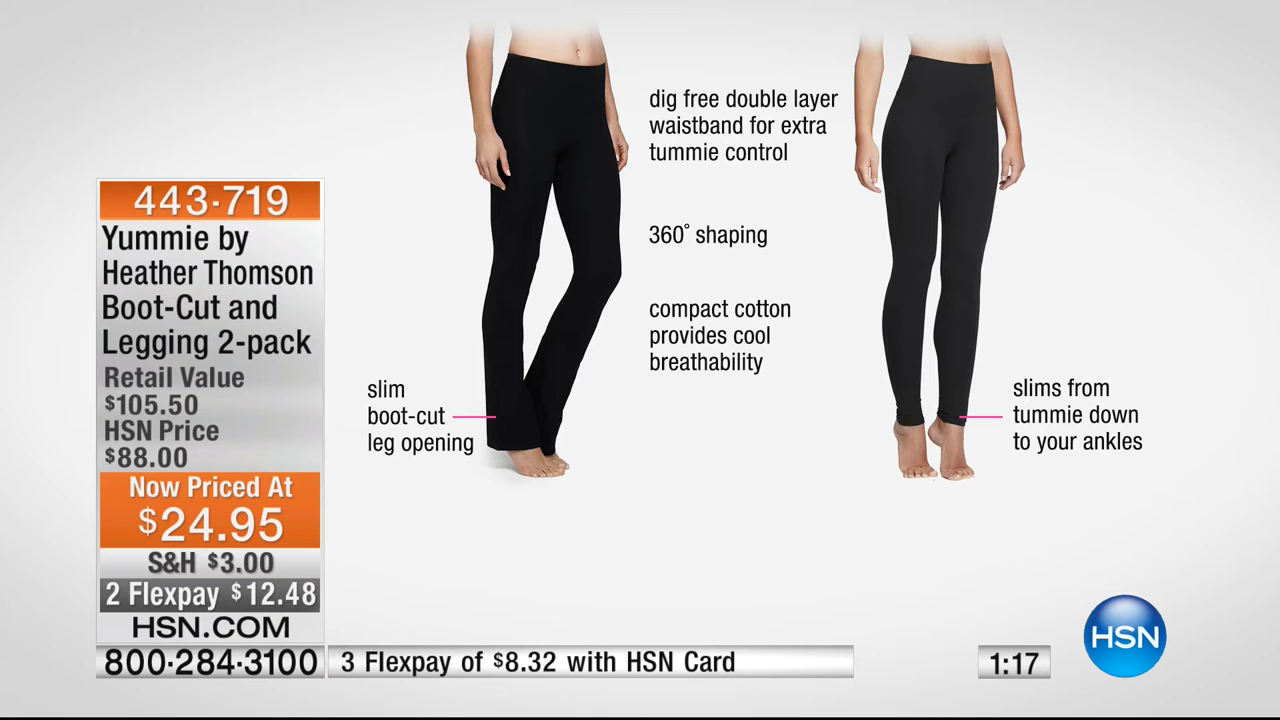 443·719
Yummie by
Heather Thomson
Boot-Cut and
Legging 2-pack
Retail Value
$105.50
HSN Price
$88.00
Now Priced At
$24.95
S&H $3.00
2 Flexpay $12.48
HSN.COM
800·284·3100
3 Flexpay of $8.32 with HSN Card
1:17
HSN
dig free double layer
waistband for extra
tummie control
360° shaping
compact cotton
provides cool
breathability
slim
boot-cut
leg opening
slims from
tummie down
to your ankles